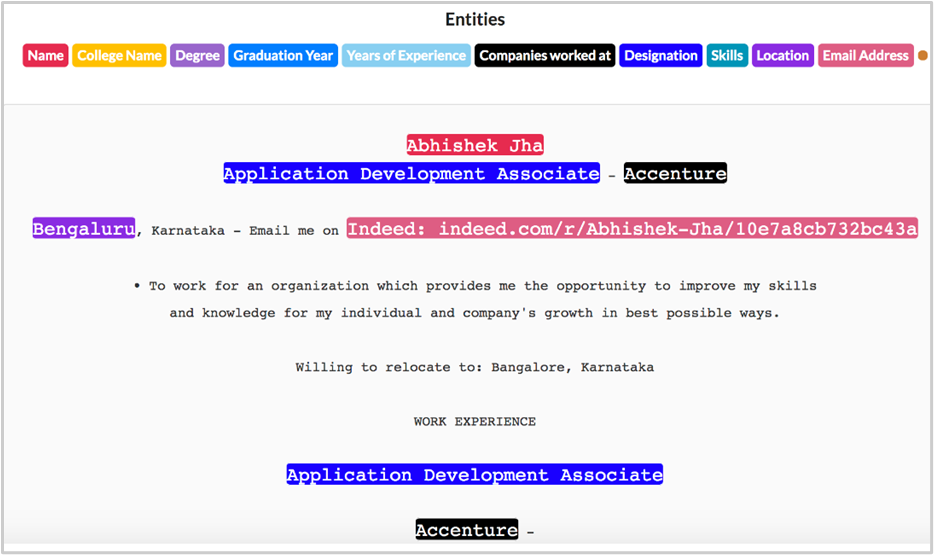 Entities
Name College Name Degree Graduation Year Years of Experience Companies worked at Designation Skills Location Email Address
Abhishek Jha
Application Development Associate – Accenture
Bengaluru, Karnataka – Email me on Indeed: indeed.com/r/Abhishek-Jha/10e7a8cb732bc43a
• To work for an organization which provides me the opportunity to improve my skills
and knowledge for my individual and company's growth in best possible ways.
Willing to relocate to: Bangalore, Karnataka
WORK EXPERIENCE
Application Development Associate
Accenture –